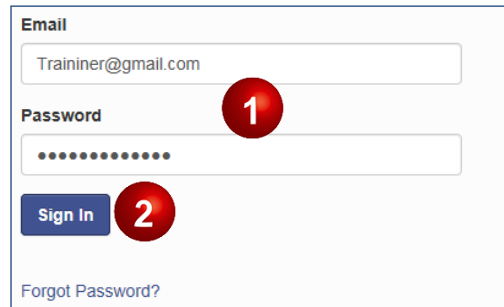 Email
Traininer@gmail.com
1
Password
•••••••••••••
Sign In
2
Forgot Password?